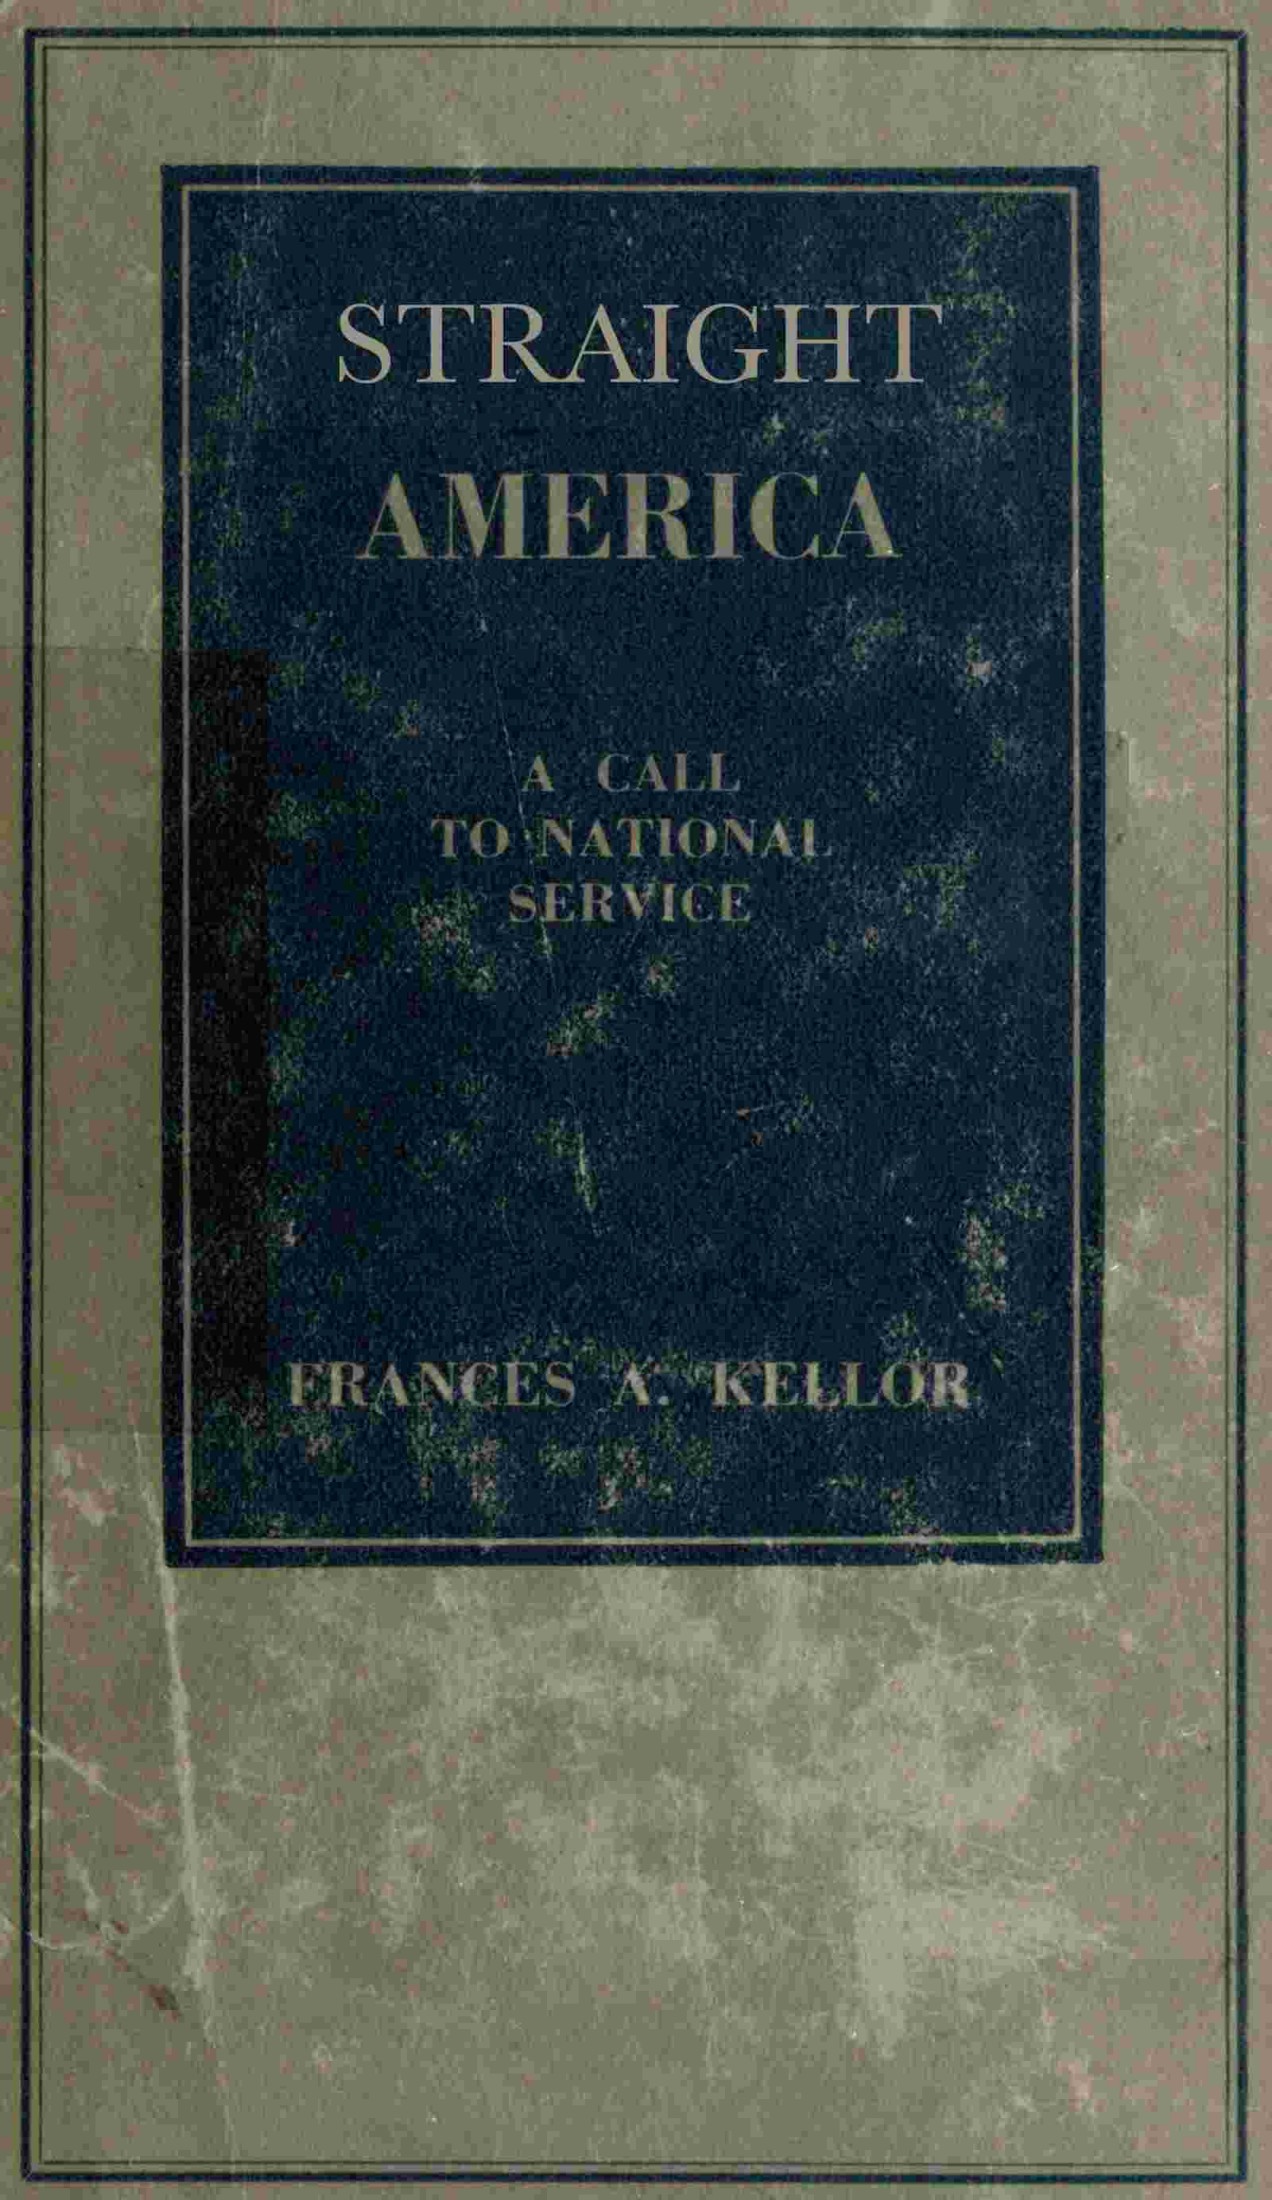 STRAIGHT
AMERICA
A CALL
TO NATIONAL
SERVICE
FRANCES A. KELLOR